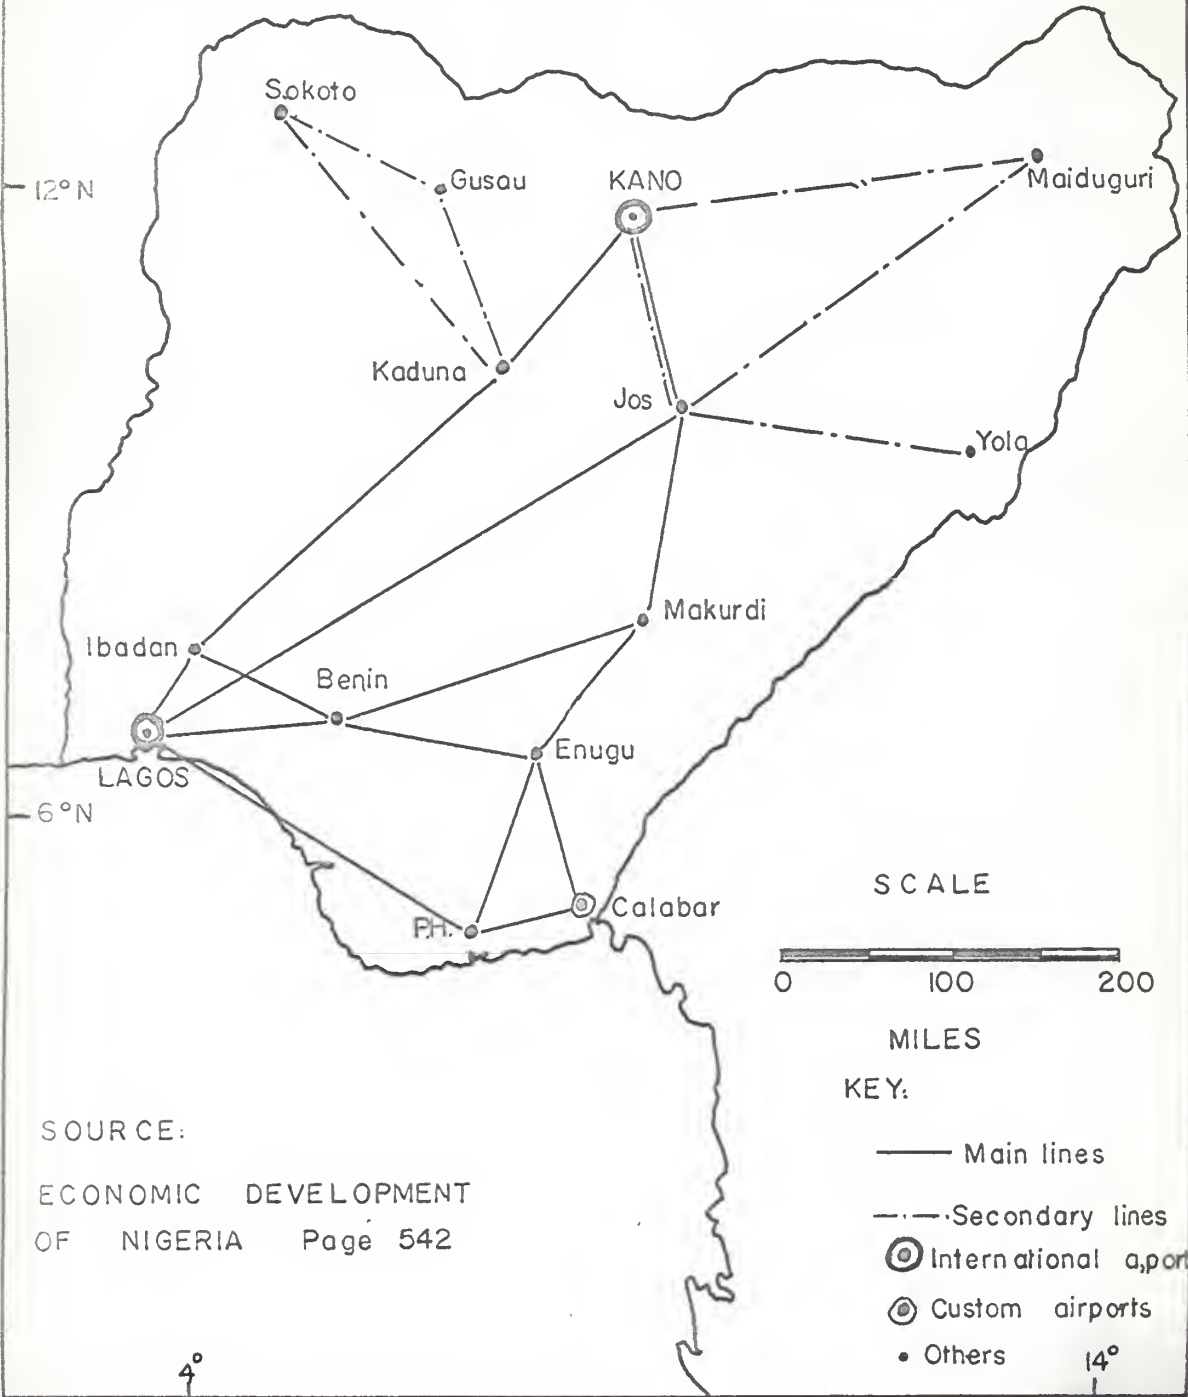 Sokoto
Gusau
KANO
Maiduguri
12°N
Kaduna
Jos
Yola
Makurdi
Ibadan
Benin
Enugu
LAGOS
6°N
P.H.
Calabar
SCALE
0 100 200
MILES
KEY:
Main lines
Secondary lines
International a,port
Custom airports
Others
SOURCE:
ECONOMIC DEVELOPMENT
OF NIGERIA Page 542
4° 14°